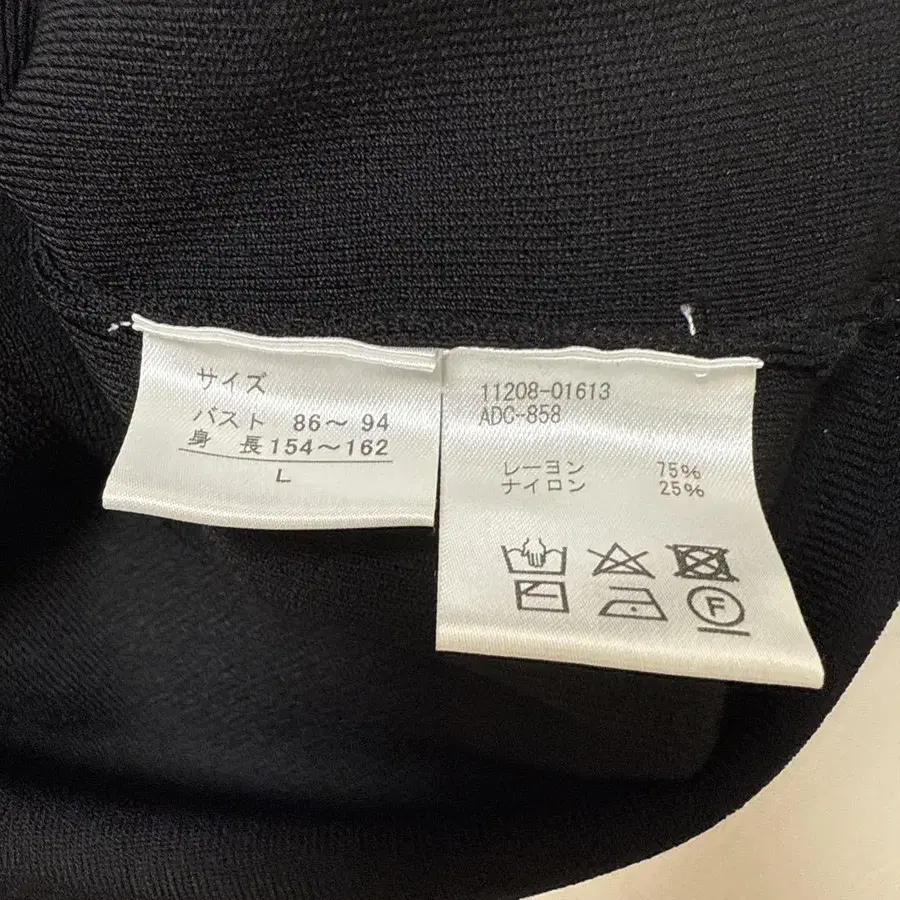 サイズ
バスト 86～94
身 長154～162
L
11208-01613
ADC-858
レーヨン 75%
ナイロン 25%
F